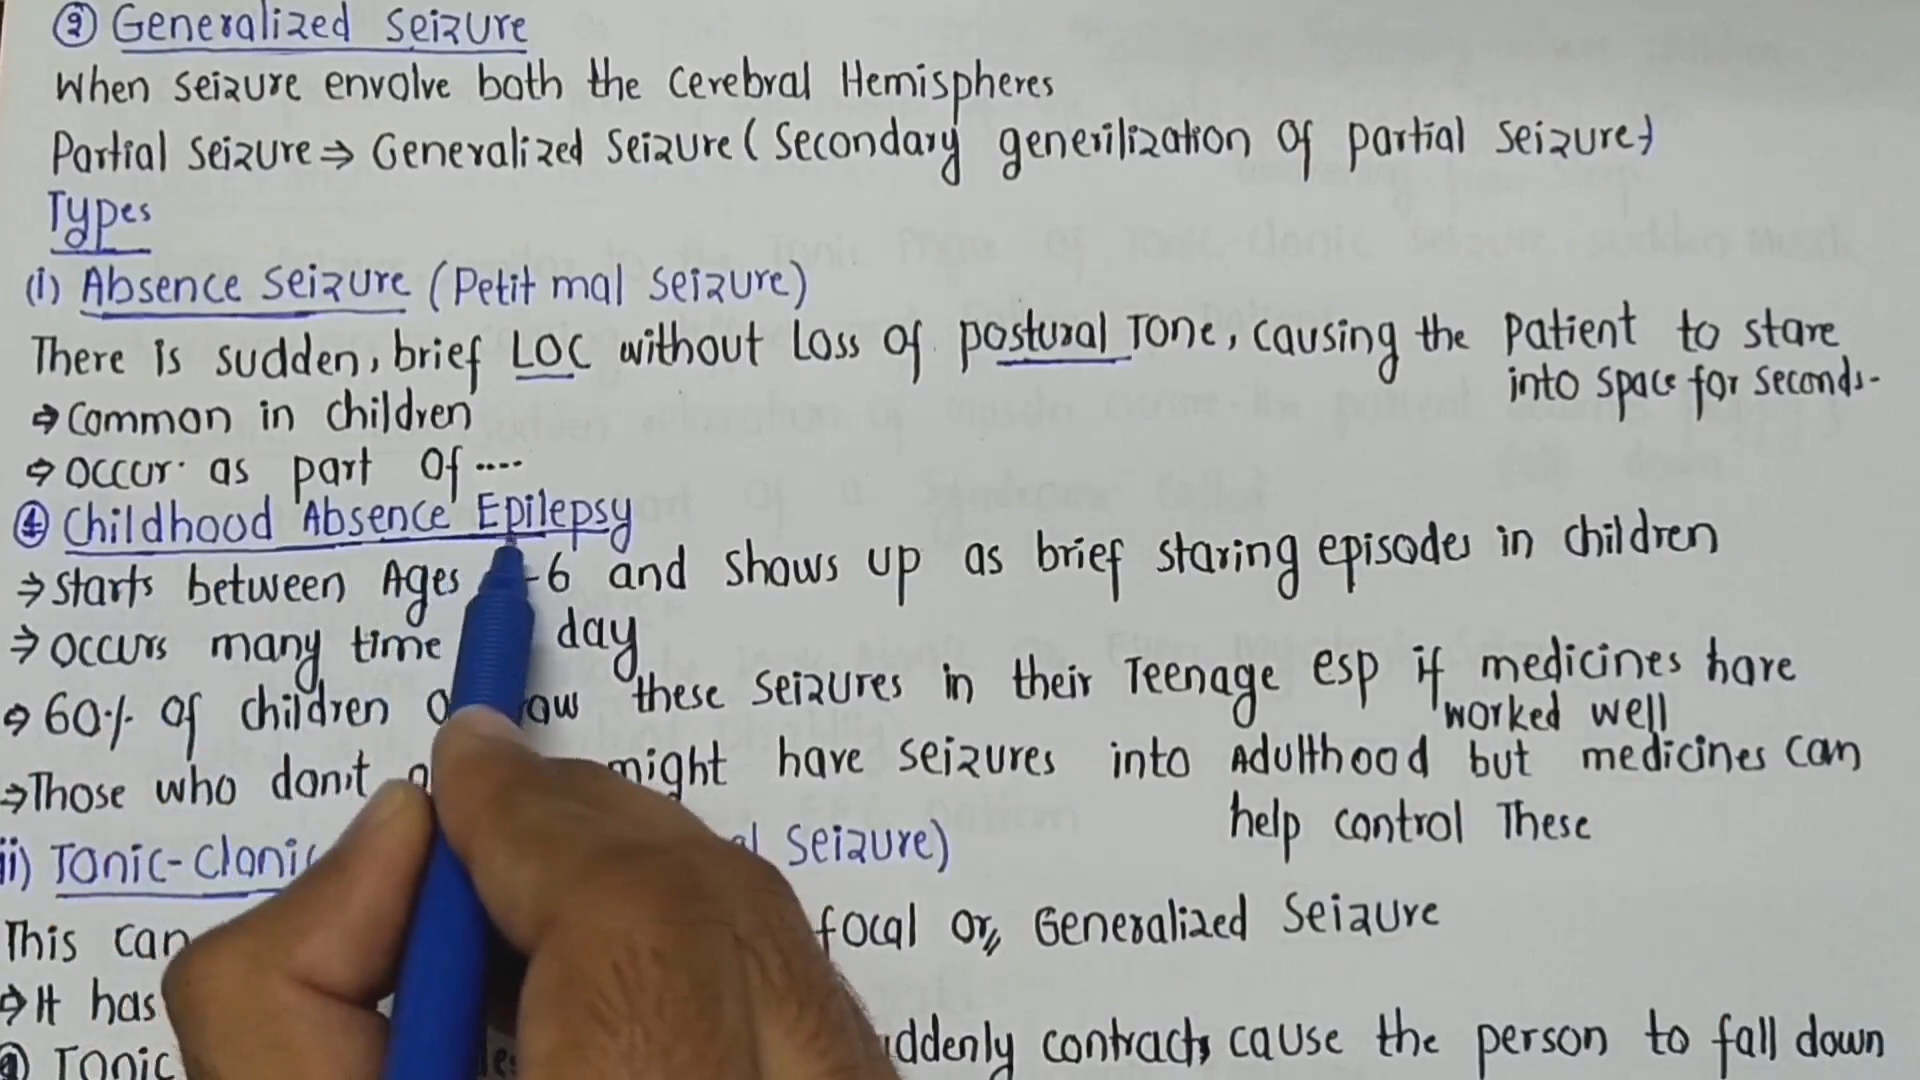 ② Generalized Seizure
When seizure envolve both the cerebral Hemispheres
Partial seizure ⇒ Generalized Seizure (Secondary generilization of partial seizure)
Types
(i) Absence seizure (Petit mal seizure)
There is sudden, brief LOC without Loss of postural Tone, causing the patient to stare
into space for seconds-
⇒ Common in children
⇒ occur as part of ----
Childhood Absence Epilepsy
⇒ starts between Ages -6 and shows up as brief staring episodes in children
⇒ occurs many time day
⇒ 60% of children these seizures in their Teenage esp if medicines have
worked well
⇒ Those who don't might have seizures into Adulthood but medicines can
help control These
ii) Tonic-Clonic Seizure)
This can focal or Generalized Seizure
⇒ It has
Tonic contract, cause the person to fall down